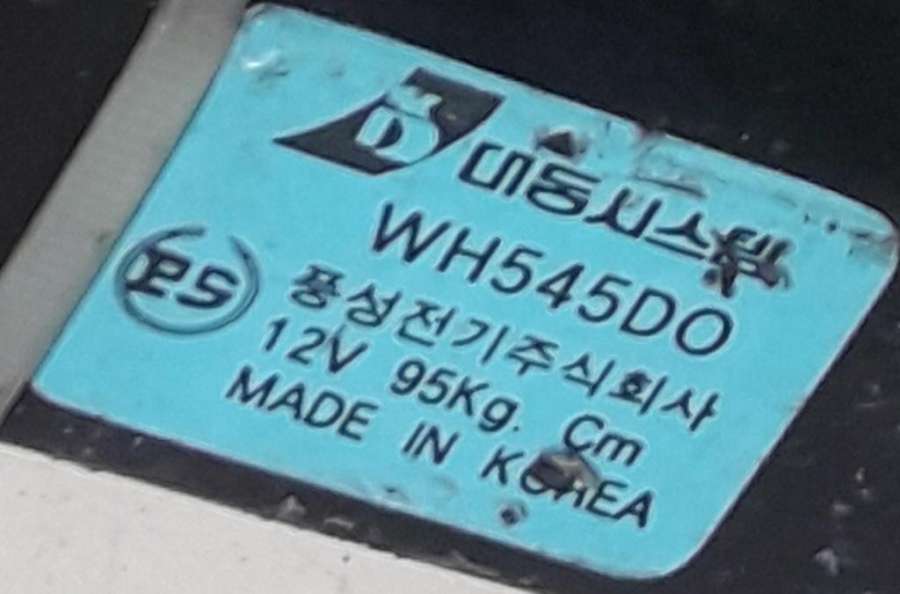 DS
대동시스템
WH545DO
PS
풍성전기주식회사
12V 95Kg. Cm
MADE IN KOREA